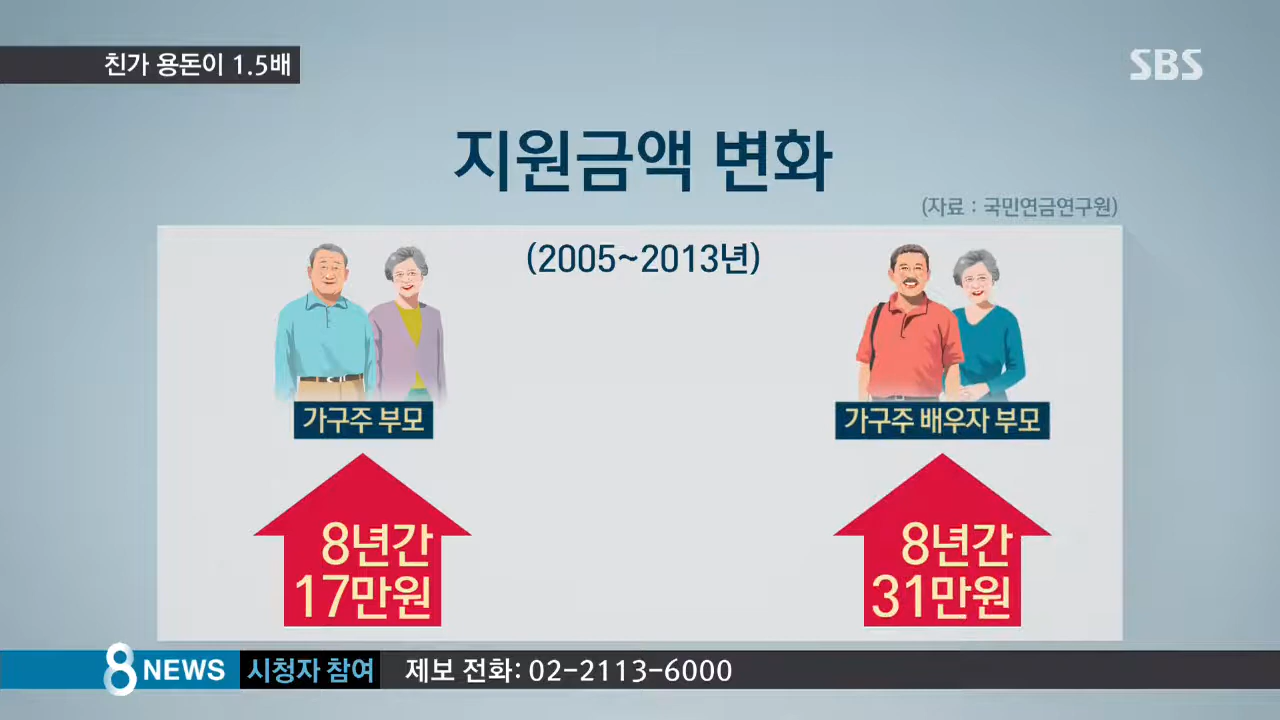 친가 용돈이 1.5배
SBS
지원금액 변화
(자료 : 국민연금연구원)
(2005~2013년)
가구주 부모
가구주 배우자 부모
8년간
17만원
8년간
31만원
8 NEWS 시청자 참여 제보 전화: 02-2113-6000